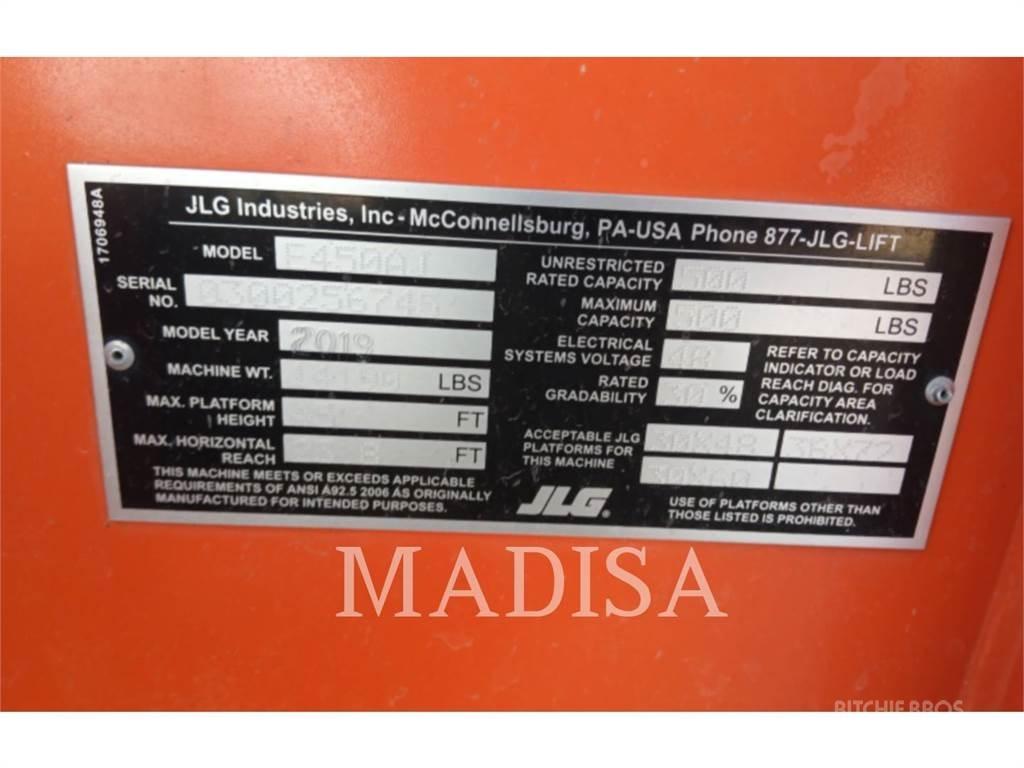 1706948A
JLG Industries, Inc - McConnellsburg, PA-USA Phone 877-JLG-LIFT
MODEL E450AJ
SERIAL NO. 0300256745
MODEL YEAR 2019
MACHINE WT. LBS
MAX. PLATFORM HEIGHT FT
MAX. HORIZONTAL REACH FT
THIS MACHINE MEETS OR EXCEEDS APPLICABLE
REQUIREMENTS OF ANSI A92.5 2006 AS ORIGINALLY
MANUFACTURED FOR INTENDED PURPOSES.
UNRESTRICTED
RATED CAPACITY 500 LBS
MAXIMUM
CAPACITY 500 LBS
ELECTRICAL
SYSTEMS VOLTAGE 48
RATED
GRADABILITY 30 %
REFER TO CAPACITY
INDICATOR OR LOAD
REACH DIAG. FOR
CAPACITY AREA
CLARIFICATION.
ACCEPTABLE JLG
PLATFORMS FOR
THIS MACHINE
30X48 36X72
30X60
JLG®
USE OF PLATFORMS OTHER THAN
THOSE LISTED IS PROHIBITED.
MADISA
RITCHIE BROS